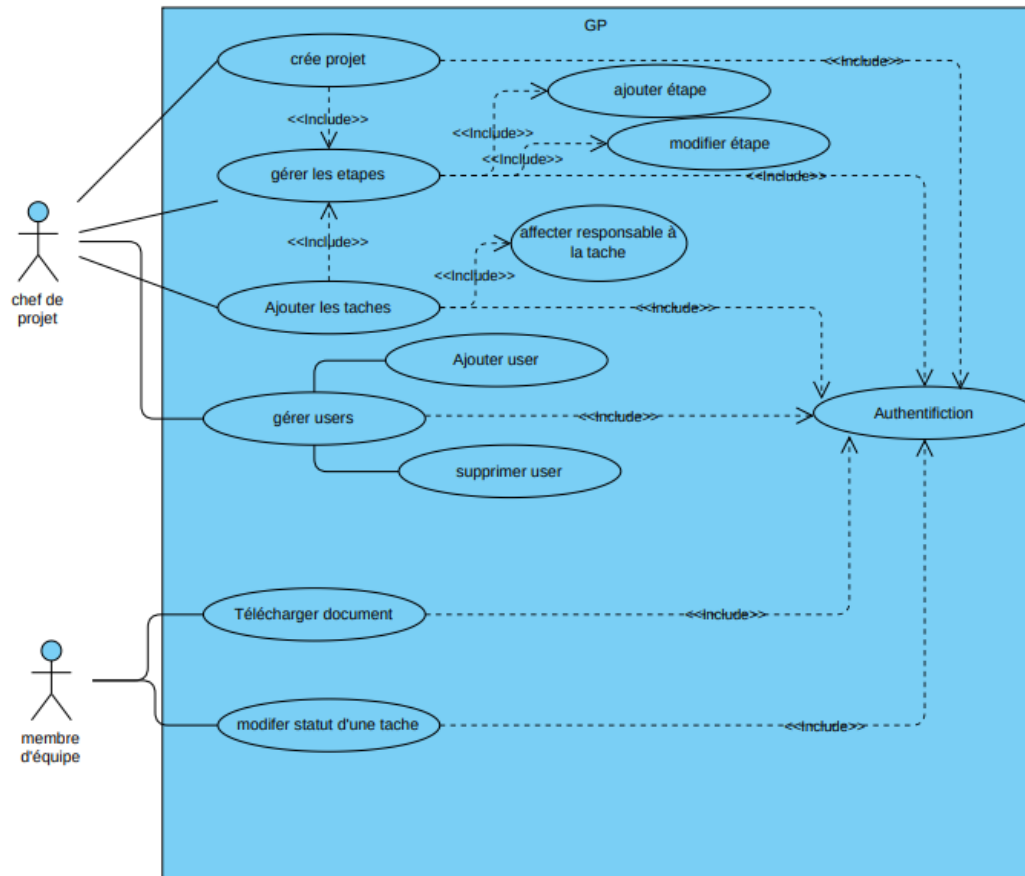 GP
crée projet
<<Include>>
<<Include>>
ajouter étape
<<Include>>
modifier étape
<<Include>>
gérer les etapes
<<Include>>
affecter responsable à
la tache
<<Include>>
<<Include>>
chef de
projet
Ajouter les taches
<<Include>>
Ajouter user
gérer users
<<Include>>
Authentifiction
supprimer user
Télécharger document
<<Include>>
membre
d'équipe
modifer statut d'une tache
<<Include>>